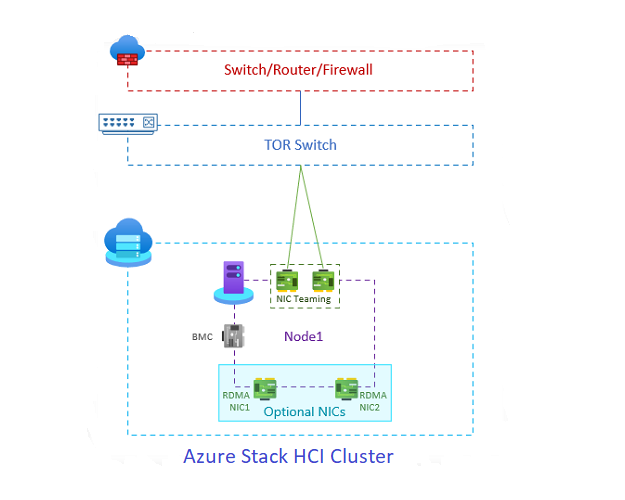 Switch/Router/Firewall
TOR Switch
NIC Teaming
BMC
Node1
RDMA
NIC1
RDMA
NIC2
Optional NICs
Azure Stack HCI Cluster